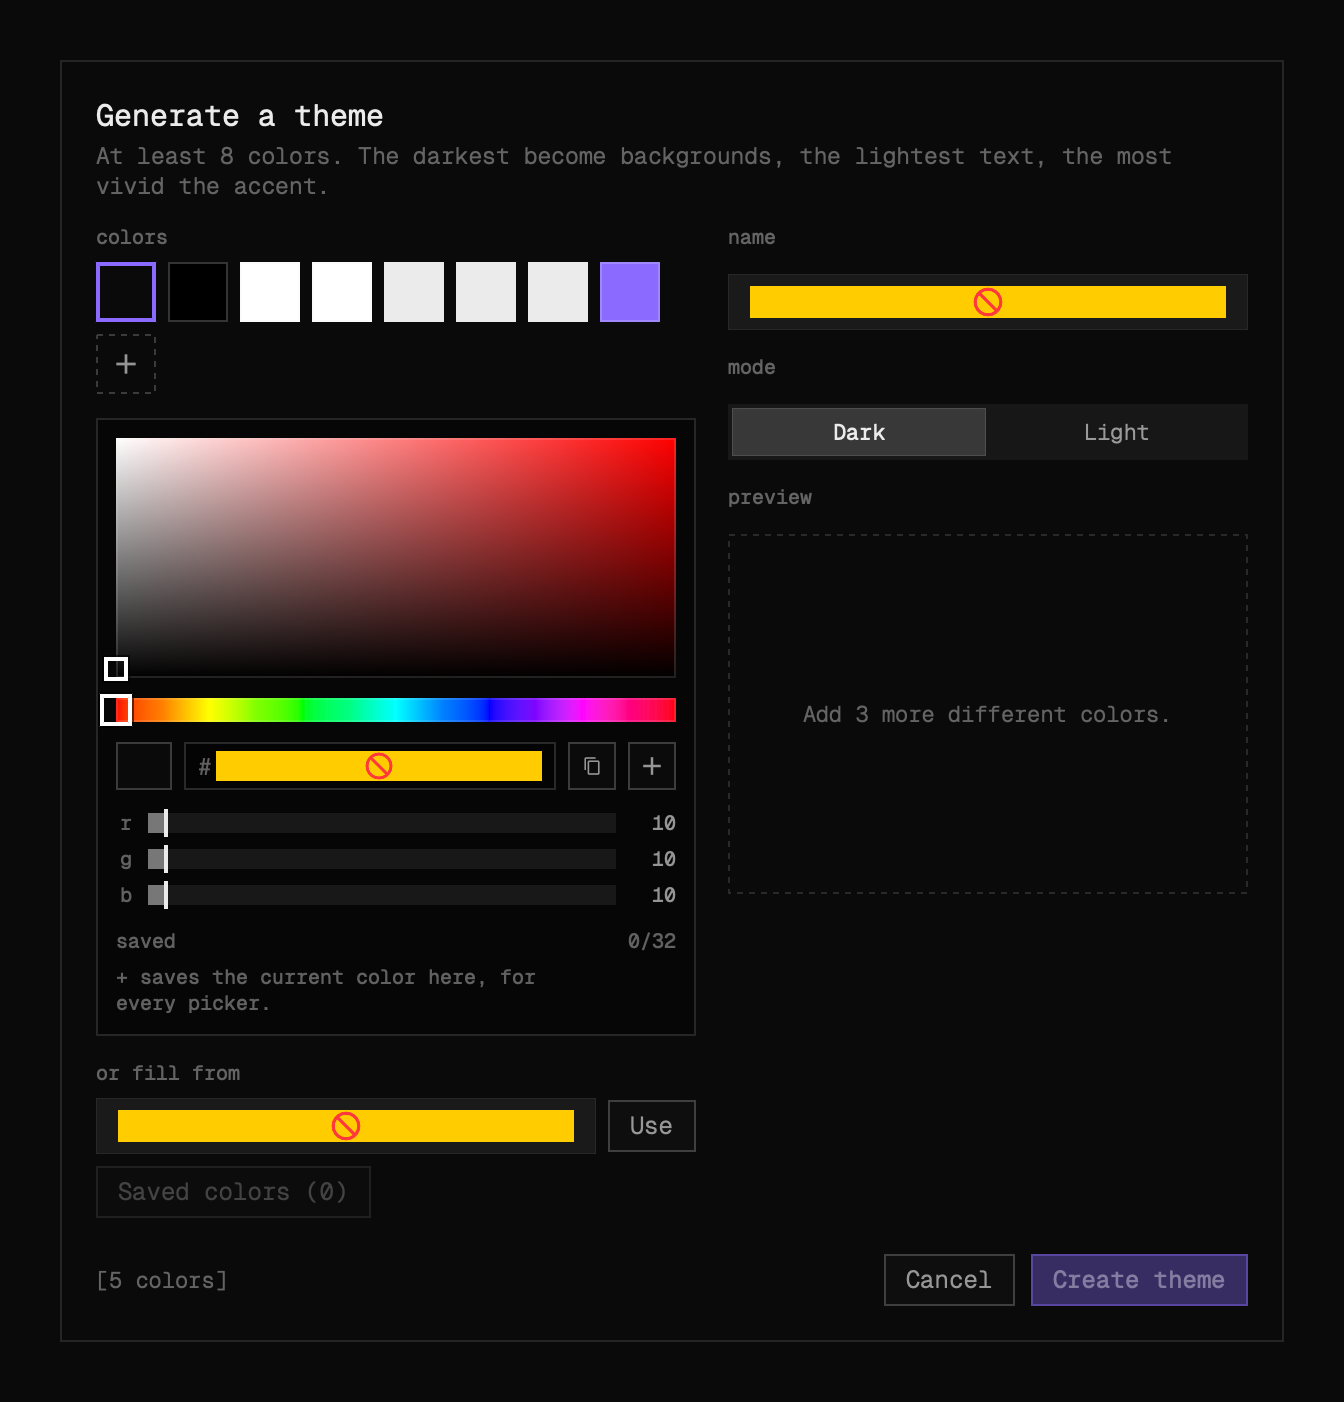 Generate a theme
At least 8 colors. The darkest become backgrounds, the lightest text, the most
vivid the accent.
colors
+
#
+
r 10
g 10
b 10
saved 0/32
+ saves the current color here, for
every picker.
or fill from
Use
Saved colors (0)
name
mode
Dark Light
preview
Add 3 more different colors.
[5 colors]
Cancel Create theme